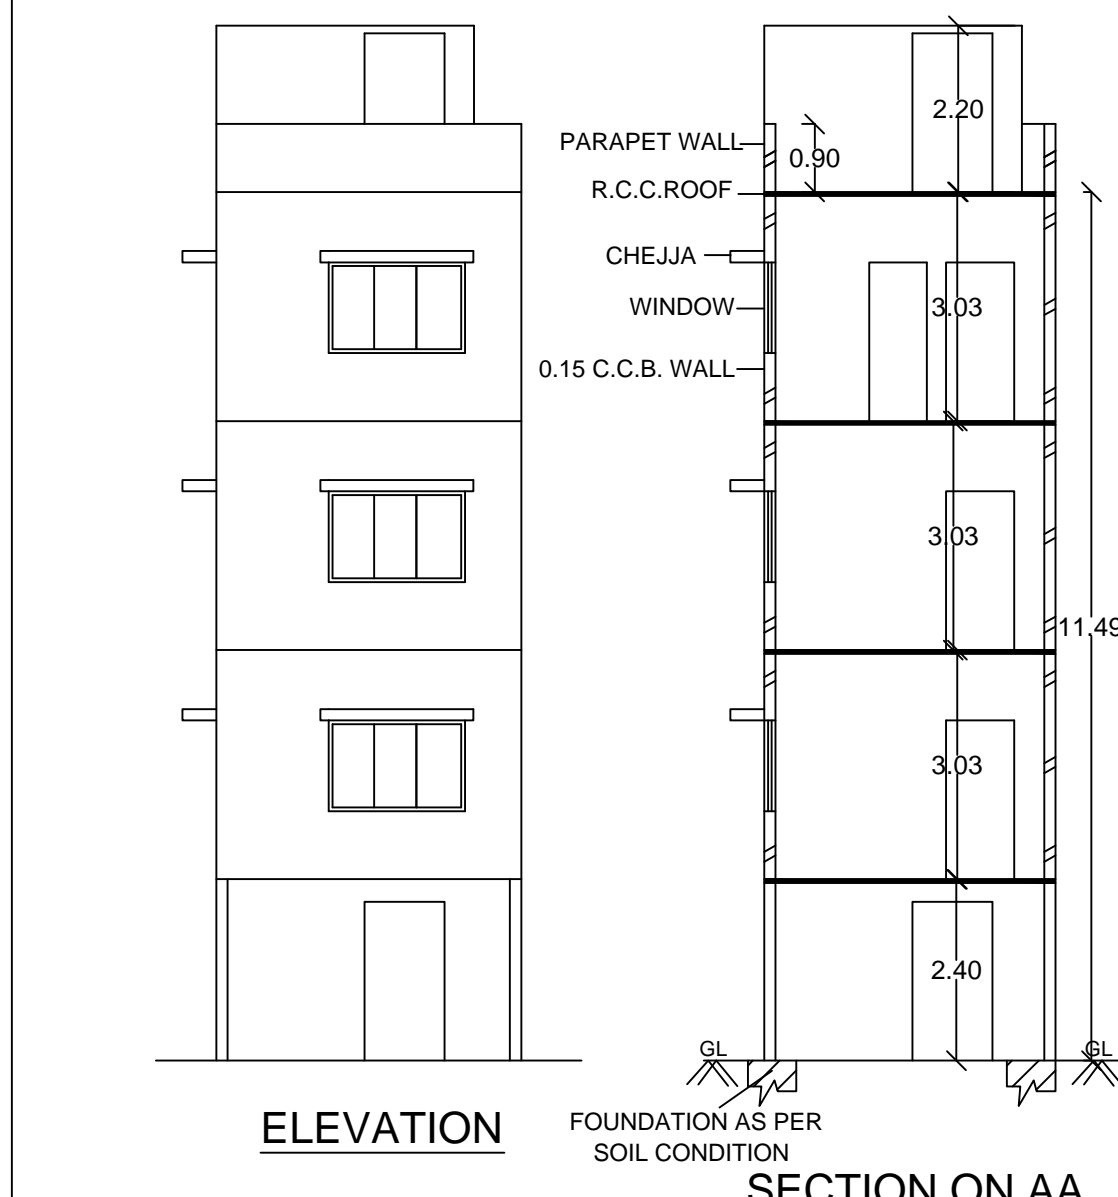 2.20
PARAPET WALL
0.90
R.C.C.ROOF
CHEJJA
WINDOW
3.03
0.15 C.C.B. WALL
3.03
11.49
3.03
2.40
GL
GL
ELEVATION
FOUNDATION AS PER
SOIL CONDITION
SECTION ON AA